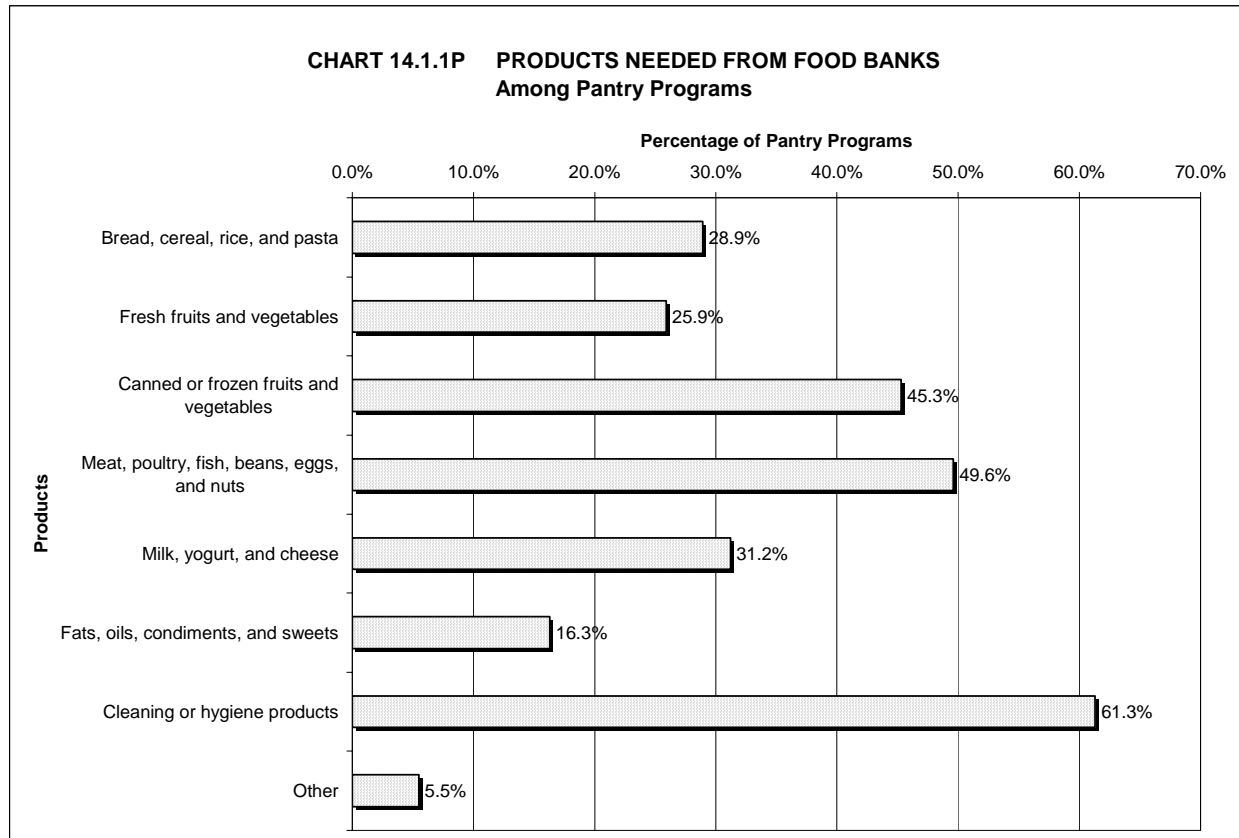 CHART 14.1.1P PRODUCTS NEEDED FROM FOOD BANKS
Among Pantry Programs
Percentage of Pantry Programs
0.0% 10.0% 20.0% 30.0% 40.0% 50.0% 60.0% 70.0%
Products
Bread, cereal, rice, and pasta 28.9%
Fresh fruits and vegetables 25.9%
Canned or frozen fruits and
vegetables 45.3%
Meat, poultry, fish, beans, eggs,
and nuts 49.6%
Milk, yogurt, and cheese 31.2%
Fats, oils, condiments, and sweets 16.3%
Cleaning or hygiene products 61.3%
Other 5.5%